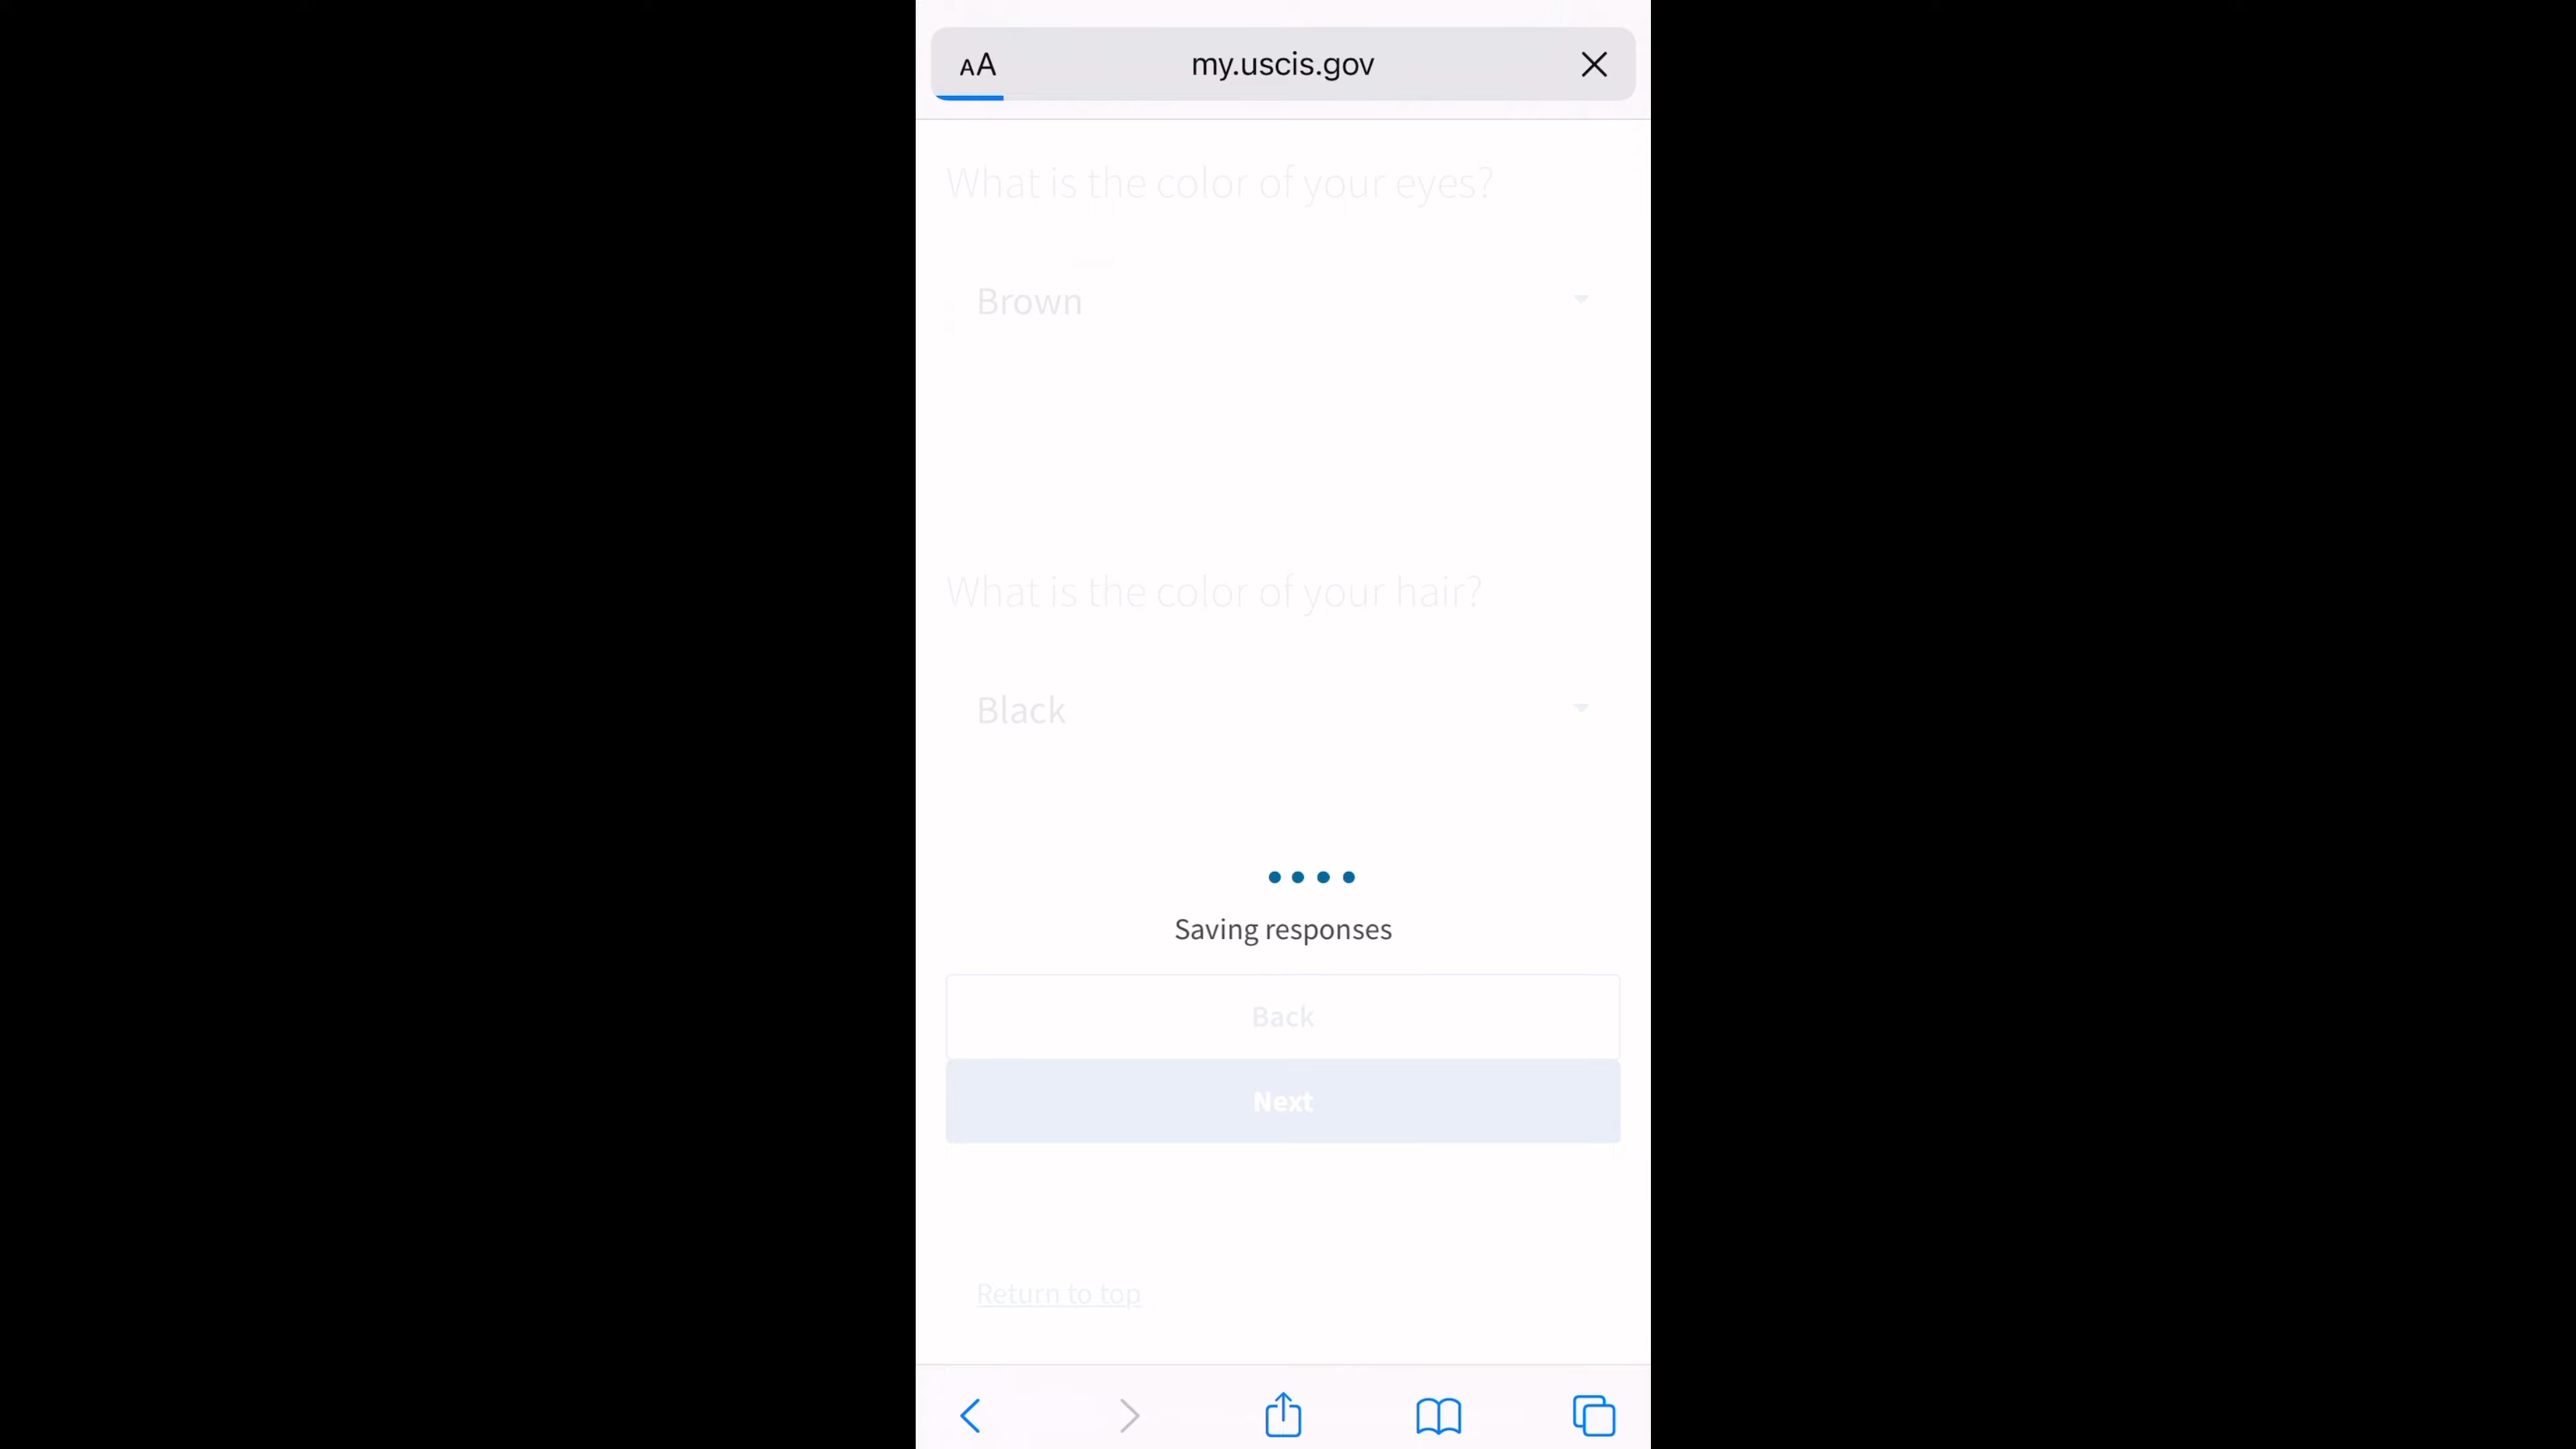 AA my.uscis.gov
What is the color of your eyes?
Brown
What is the color of your hair?
Black
Saving responses
Back
Next
Return to top